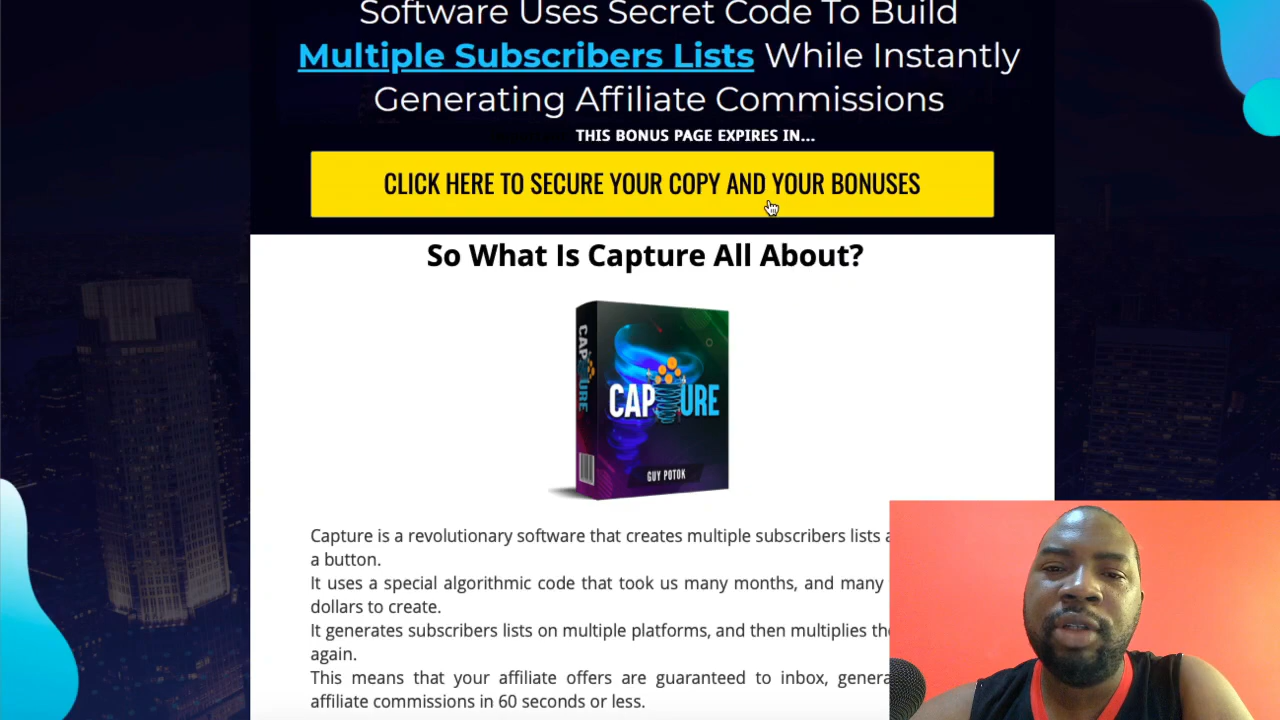 Software Uses Secret Code To Build
Multiple Subscribers Lists While Instantly
Generating Affiliate Commissions
THIS BONUS PAGE EXPIRES IN...
CLICK HERE TO SECURE YOUR COPY AND YOUR BONUSES
So What Is Capture All About?
CAPTURE
CAPTURE
GUY POTOK
Capture is a revolutionary software that creates multiple subscribers lists
a button.
It uses a special algorithmic code that took us many months, and many
dollars to create.
It generates subscribers lists on multiple platforms, and then multiplies
again.
This means that your affiliate offers are guaranteed to inbox,
affiliate commissions in 60 seconds or less.